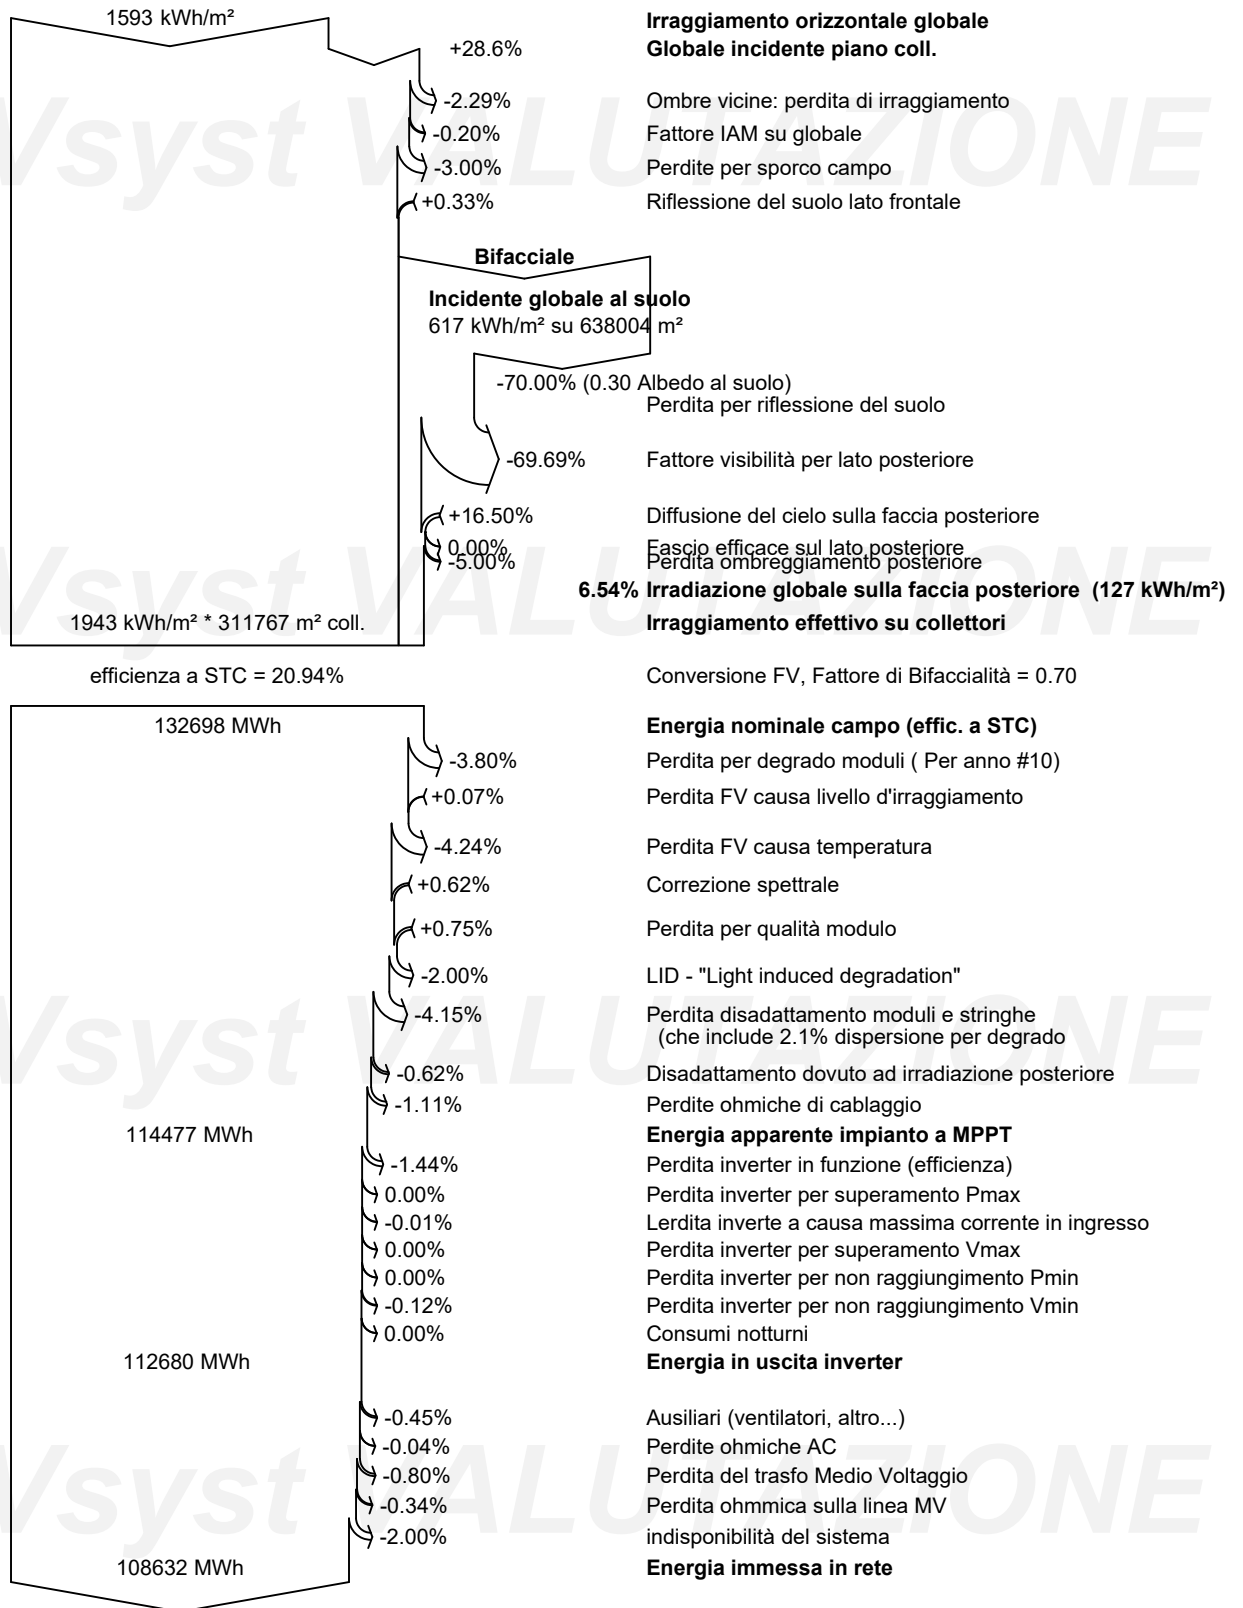 1593 kWh/m² Irraggiamento orizzontale globale
+28.6% Globale incidente piano coll.
-2.29% Ombre vicine: perdita di irraggiamento
Vsyst VALUTAZIONE
-0.20% Fattore IAM su globale
-3.00% Perdite per sporco campo
+0.33% Riflessione del suolo lato frontale
Bifacciale
Incidente globale al suolo
617 kWh/m² su 638004 m²
-70.00% (0.30 Albedo al suolo)
Perdita per riflessione del suolo
-69.69% Fattore visibilità per lato posteriore
+16.50% Diffusione del cielo sulla faccia posteriore
0.00% Fascio efficace sul lato posteriore
-5.00% Perdita ombreggiamento posteriore
Vsyst VALUTAZIONE
6.54% Irradiazione globale sulla faccia posteriore (127 kWh/m²)
1943 kWh/m² * 311767 m² coll. Irraggiamento effettivo su collettori
efficienza a STC = 20.94% Conversione FV, Fattore di Bifaccialità = 0.70
132698 MWh Energia nominale campo (effic. a STC)
-3.80% Perdita per degrado moduli ( Per anno #10)
+0.07% Perdita FV causa livello d'irraggiamento
-4.24% Perdita FV causa temperatura
+0.62% Correzione spettrale
+0.75% Perdita per qualità modulo
-2.00% LID - "Light induced degradation"
-4.15% Perdita disadattamento moduli e stringhe
(che include 2.1% dispersione per degrado
Vsyst VALUTAZIONE
-0.62% Disadattamento dovuto ad irradiazione posteriore
-1.11% Perdite ohmiche di cablaggio
114477 MWh Energia apparente impianto a MPPT
-1.44% Perdita inverter in funzione (efficienza)
0.00% Perdita inverter per superamento Pmax
-0.01% Lerdita inverte a causa massima corrente in ingresso
0.00% Perdita inverter per superamento Vmax
0.00% Perdita inverter per non raggiungimento Pmin
-0.12% Perdita inverter per non raggiungimento Vmin
0.00% Consumi notturni
112680 MWh Energia in uscita inverter
-0.45% Ausiliari (ventilatori, altro...)
-0.04% Perdite ohmiche AC
-0.80% Perdita del trasfo Medio Voltaggio
Vsyst VALUTAZIONE
-0.34% Perdita ohmmica sulla linea MV
-2.00% indisponibilità del sistema
108632 MWh Energia immessa in rete